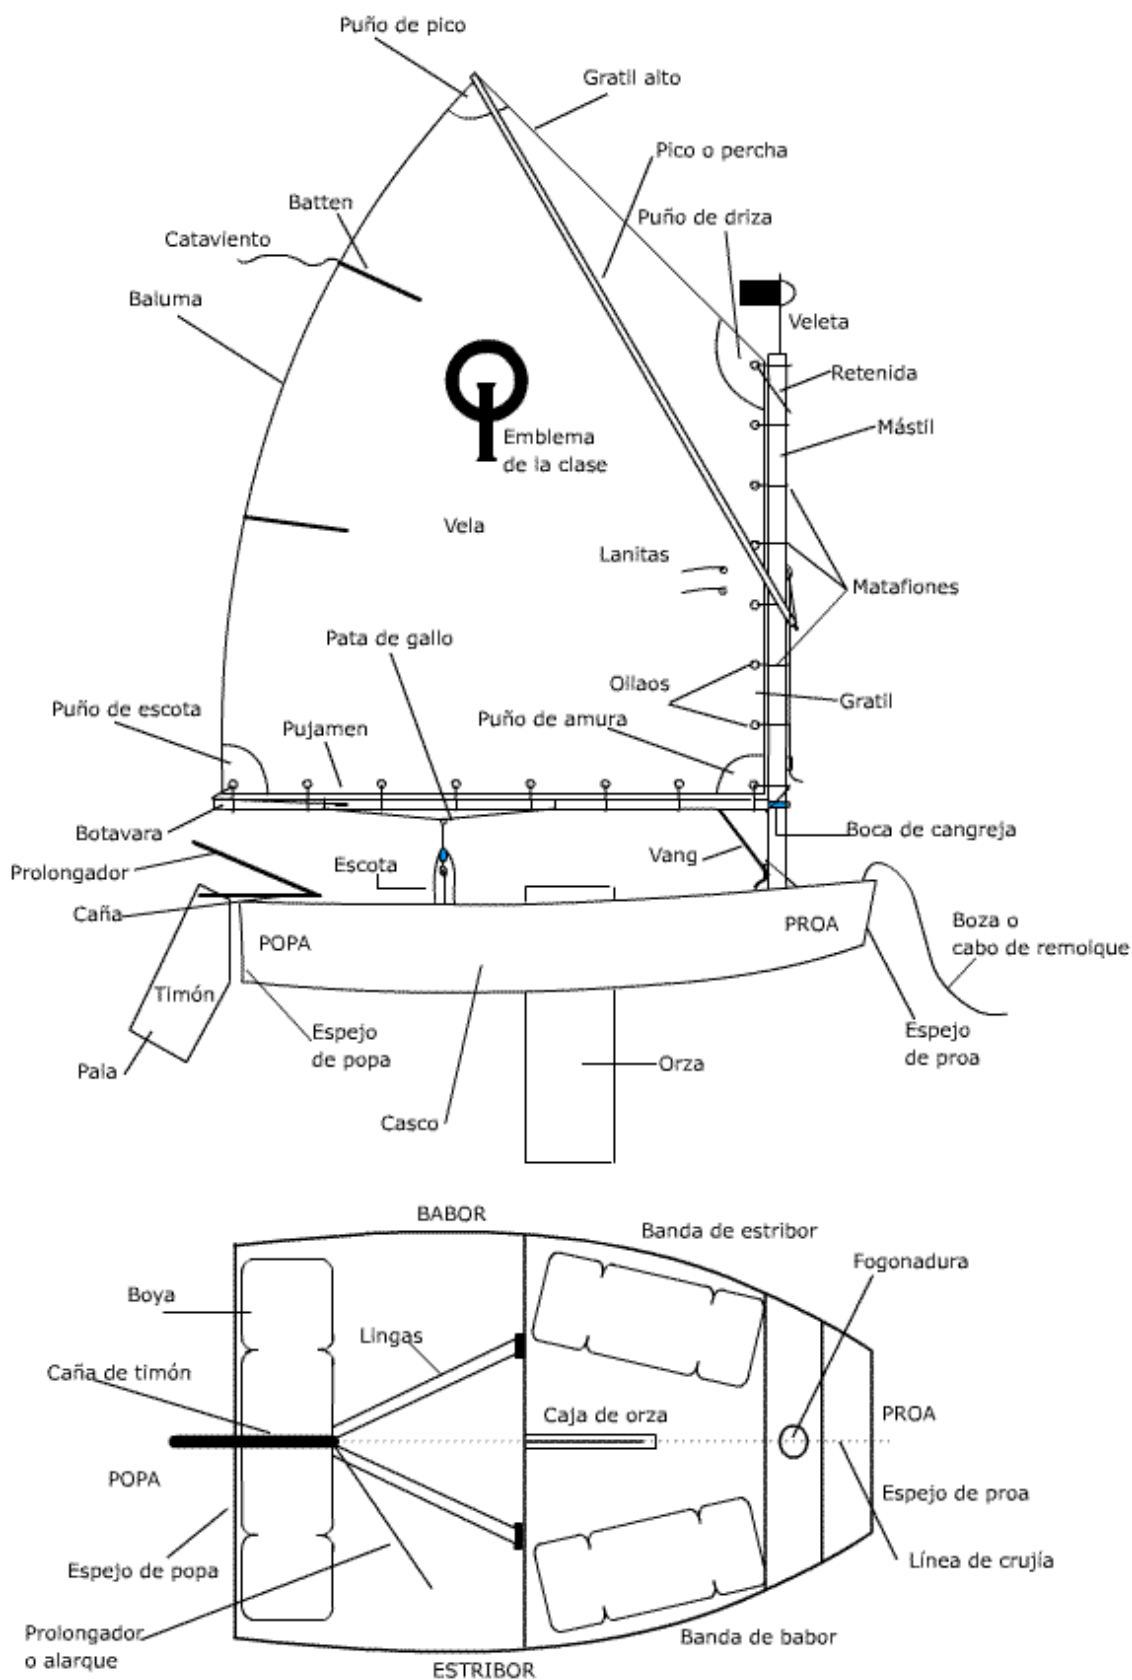 Puño de pico
Gratil alto
Pico o percha
Batten
Puño de driza
Cataviento
Baluma
Veleta
Retenida
Mástil
Emblema
de la clase
Vela
Lanitas
Matafiones
Pata de gallo
Ollaos
Gratil
Puño de escota
Puño de amura
Pujamen
Botavara
Boca de cangreja
Vang
Escota
Prolongador
Caña
POPA
PROA
Boza o
cabo de remolque
Timón
Espejo
de popa
Espejo
de proa
Orza
Pala
Casco
BABOR
Banda de estribor
Fogonadura
Boya
Lingas
Caña de timón
Caja de orza
PROA
POPA
Espejo de proa
Línea de crujía
Espejo de popa
Prolongador
o alarque
Banda de babor
ESTRIBOR